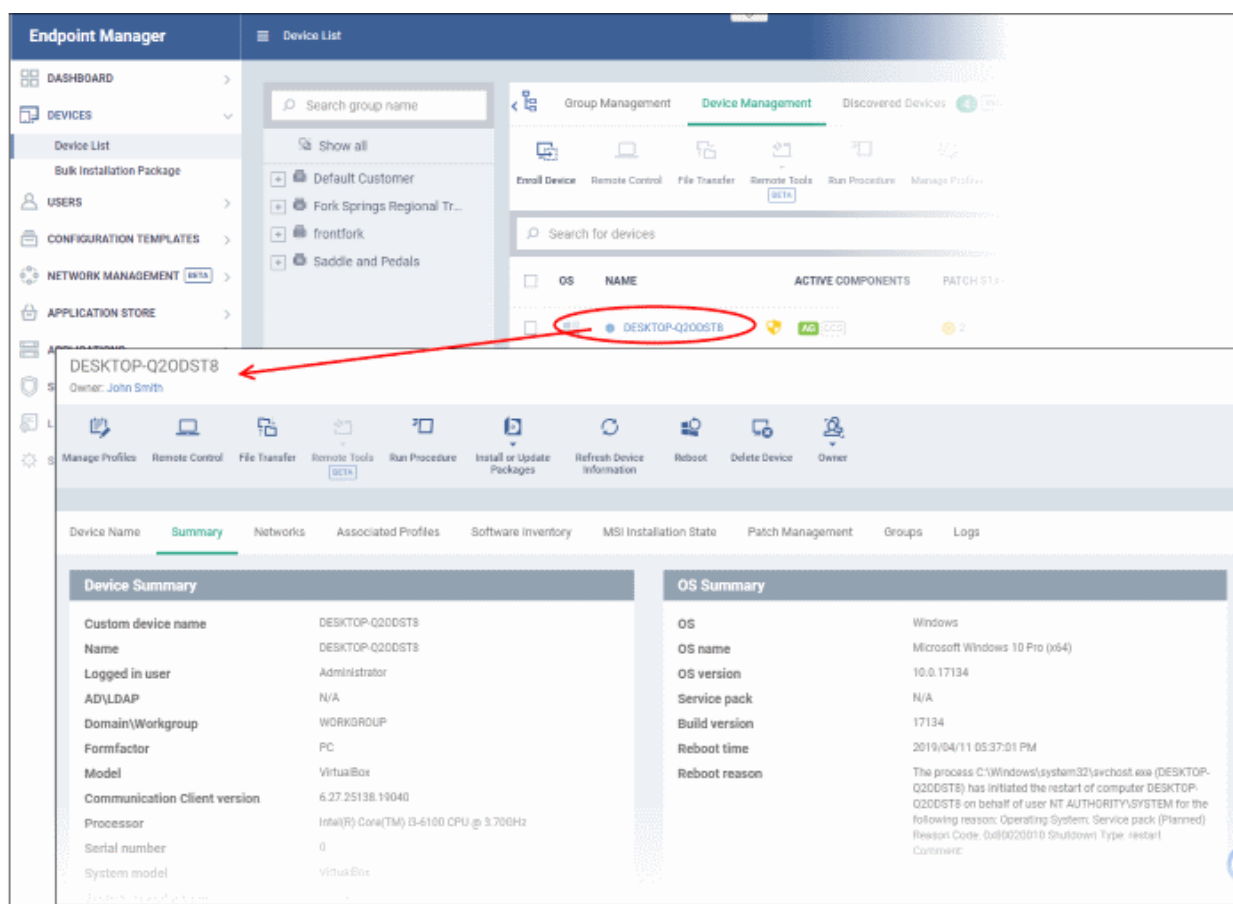 Endpoint Manager
Device List
DASHBOARD
DEVICES
Device List
Bulk Installation Package
USERS
CONFIGURATION TEMPLATES
NETWORK MANAGEMENT BETA
APPLICATION STORE
Search group name
Show all
Default Customer
Fork Springs Regional Tr...
frontfork
Saddle and Pedals
Group Management Device Management Discovered Devices 4
Enroll Device Remote Control File Transfer Remote Tools Run Procedure Manage Profiles
BETA
Search for devices
OS NAME ACTIVE COMPONENTS PATCH
DESKTOP-Q2ODST8 AG CCS 2
DESKTOP-Q2ODST8
Owner: John Smith
Manage Profiles Remote Control File Transfer Remote Tools Run Procedure Install or Update Refresh Device Reboot Delete Device Owner
BETA Packages Information
Device Name Summary Networks Associated Profiles Software Inventory MSI Installation State Patch Management Groups Logs
Device Summary
Custom device name DESKTOP-Q2ODST8
Name DESKTOP-Q2ODST8
Logged in user Administrator
AD\LDAP N/A
Domain\Workgroup WORKGROUP
Formfactor PC
Model VirtualBox
Communication Client version 6.27.25138.19040
Processor Intel(R) Core(TM) i3-6100 CPU @ 3.70GHz
Serial number 0
System model VirtualBox
OS Summary
OS Windows
OS name Microsoft Windows 10 Pro (x64)
OS version 10.0.17134
Service pack N/A
Build version 17134
Reboot time 2019/04/11 05:37:01 PM
Reboot reason The process C:\Windows\system32\svchost.exe (DESKTOP-
Q2ODST8) has initiated the restart of computer DESKTOP-
Q2ODST8 on behalf of user NT AUTHORITY\SYSTEM for the
following reason: Operating System: Service pack (Planned)
Reason Code: 0x80020010 Shutdown Type: restart
Comment: